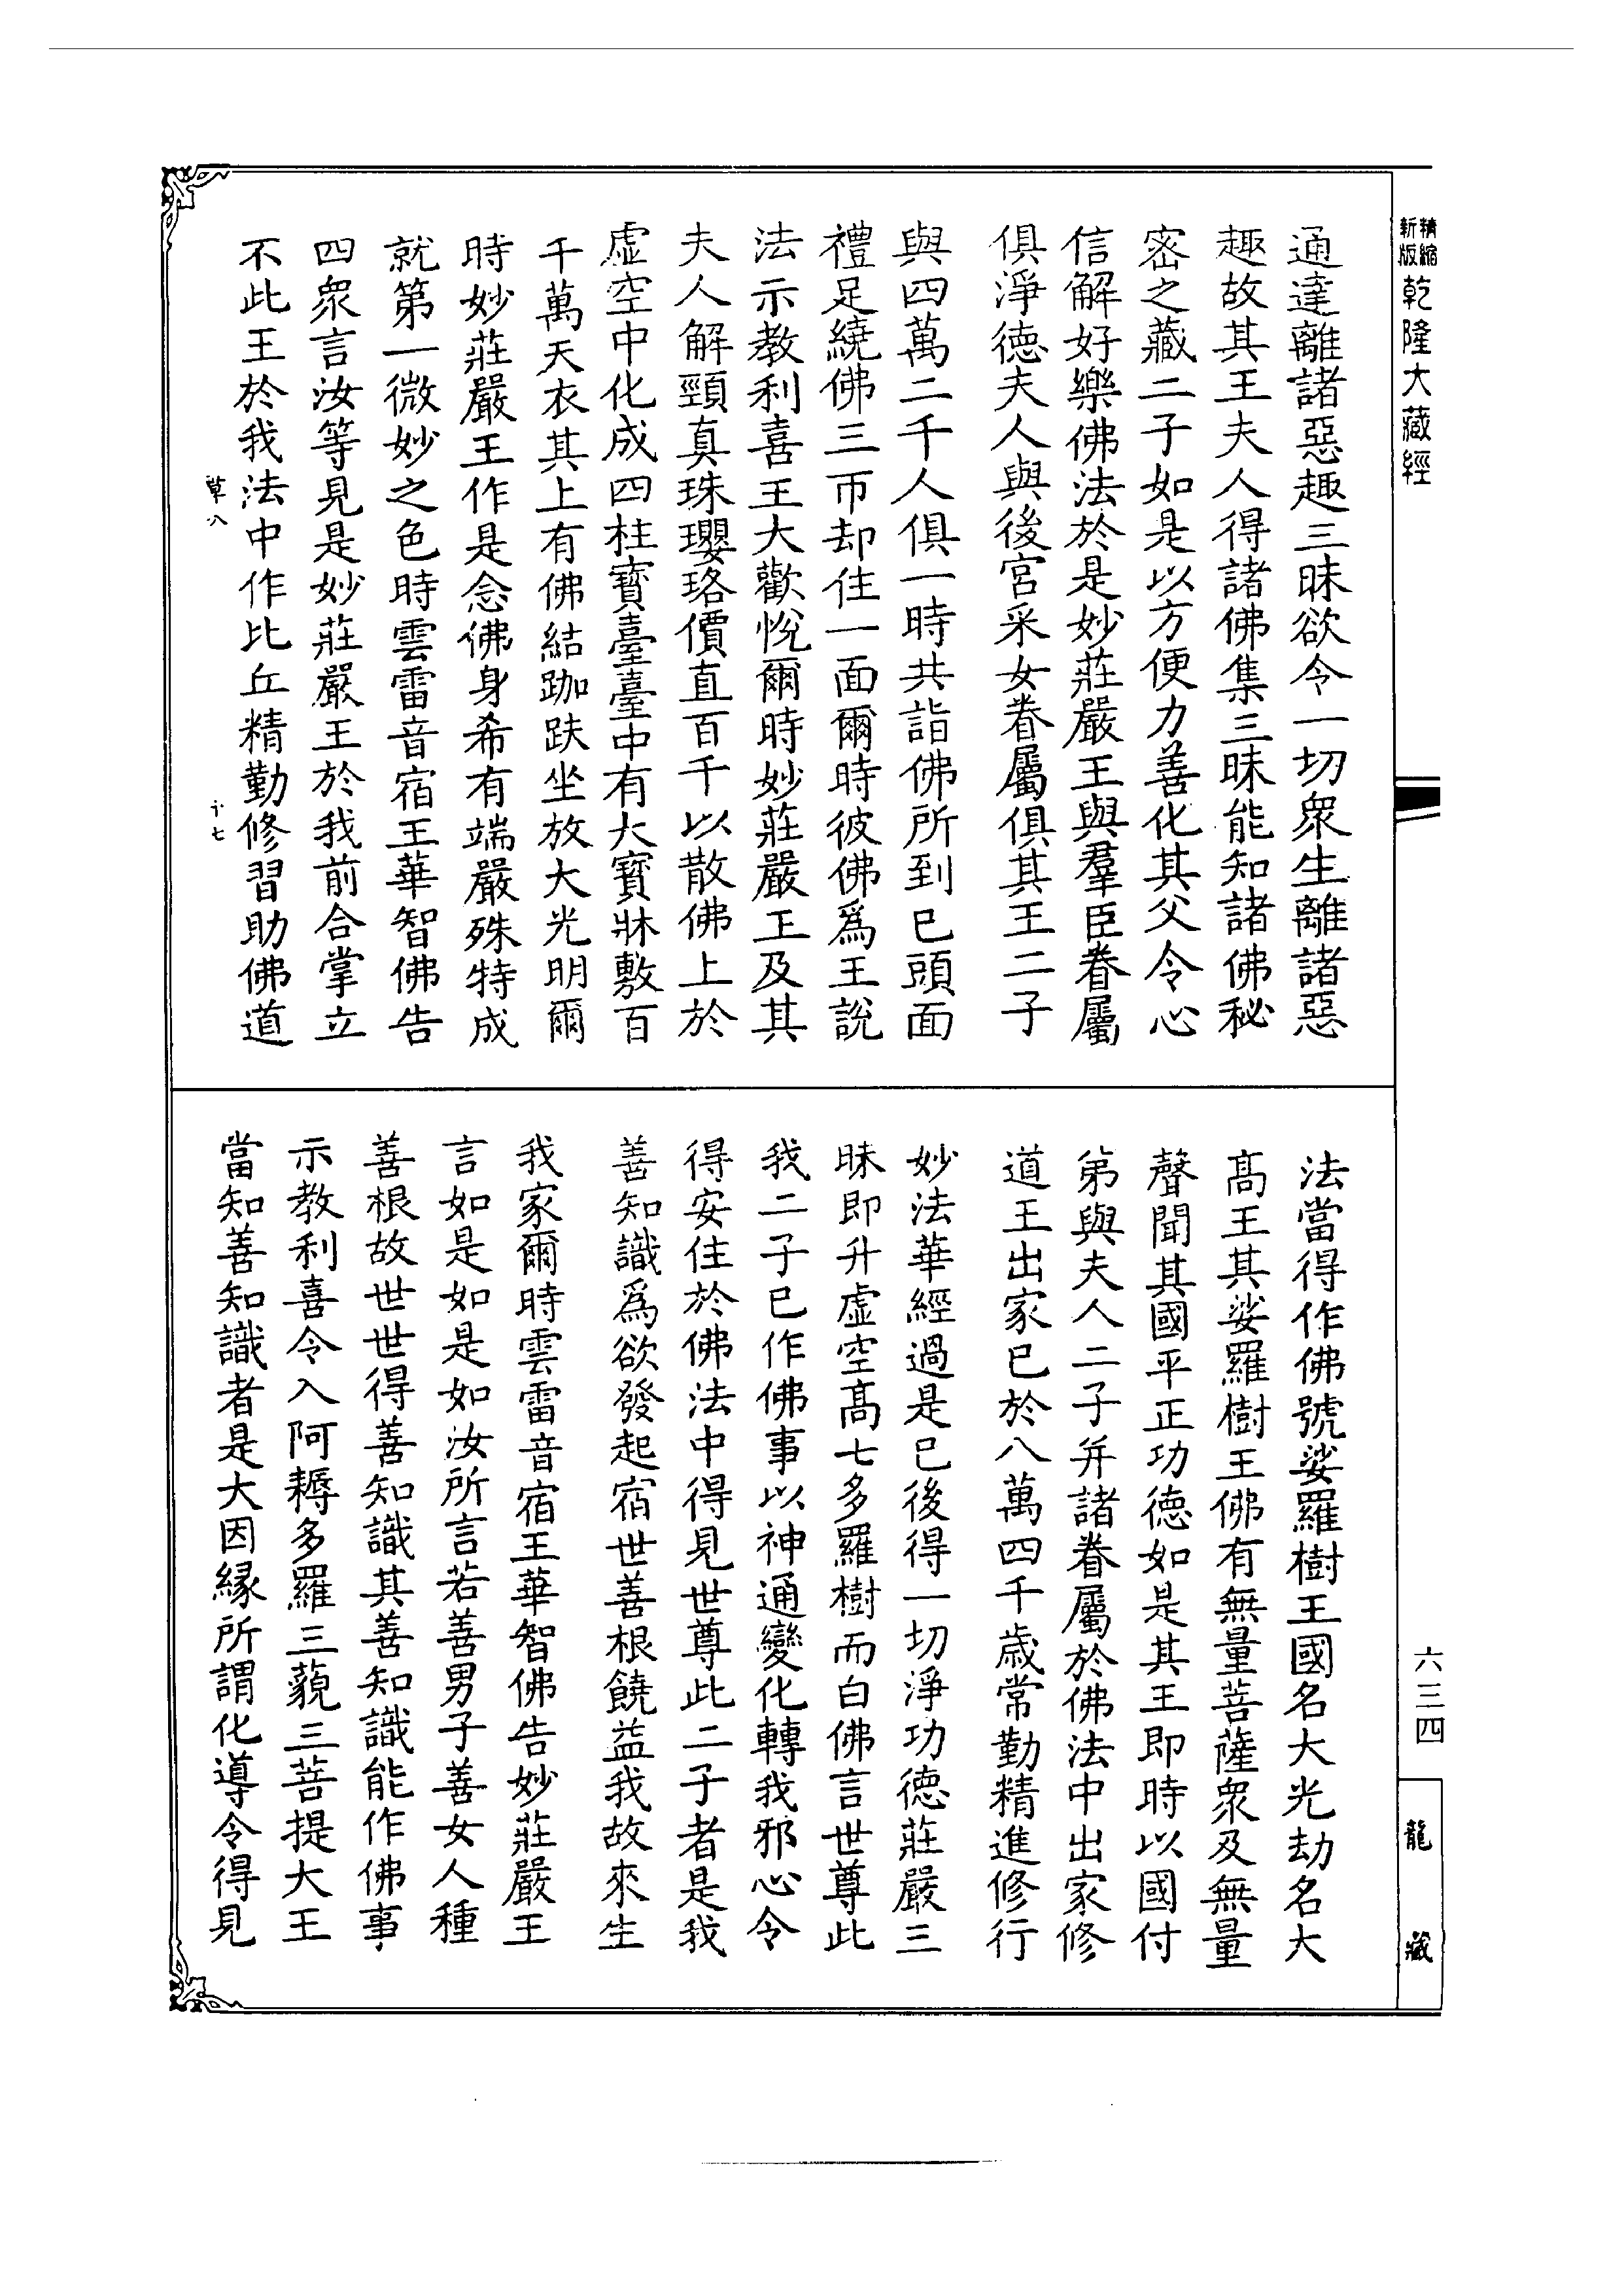 精縮新版乾隆大藏經
通達離諸惡趣三昧欲令一切衆生離諸惡
趣故其王夫人得諸佛集三昧能知諸佛秘
密之藏二子如是以方便力善化其父令心
信解好樂佛法於是妙莊嚴王與羣臣眷屬
俱淨德夫人與後宮采女眷屬俱其王二子
與四萬二千人俱一時共詣佛所到已頭面
禮足繞佛三帀却住一面爾時彼佛爲王說
法示教利喜王大歡悅爾時妙莊嚴王及其
夫人解頸真珠瓔珞價直百千以散佛上於
虛空中化成四柱寶臺臺中有大寶牀敷百
千萬天衣其上有佛結跏趺坐放大光明爾
時妙莊嚴王作是念佛身希有端嚴殊特成
就第一微妙之色時雲雷音宿王華智佛告
四衆言汝等見是妙莊嚴王於我前合掌立
不此王於我法中作比丘精勤修習助佛道
草八
十七
法當得作佛號娑羅樹王國名大光劫名大
高王其娑羅樹王佛有無量菩薩衆及無量
聲聞其國平正功德如是其王即時以國付
弟與夫人二子并諸眷屬於佛法中出家修
道王出家已於八萬四千歲常勤精進修行
妙法華經過是已後得一切淨功德莊嚴三
昧即升虛空高七多羅樹而白佛言世尊此
我二子已作佛事以神通變化轉我邪心令
得安住於佛法中得見世尊此二子者是我
善知識爲欲發起宿世善根饒益我故來生
我家爾時雲雷音宿王華智佛告妙莊嚴王
言如是如是如汝所言若善男子善女人種
善根故世世得善知識其善知識能作佛事
示教利喜令入阿耨多羅三藐三菩提大王
當知善知識者是大因緣所謂化導令得見
六三四
龍藏